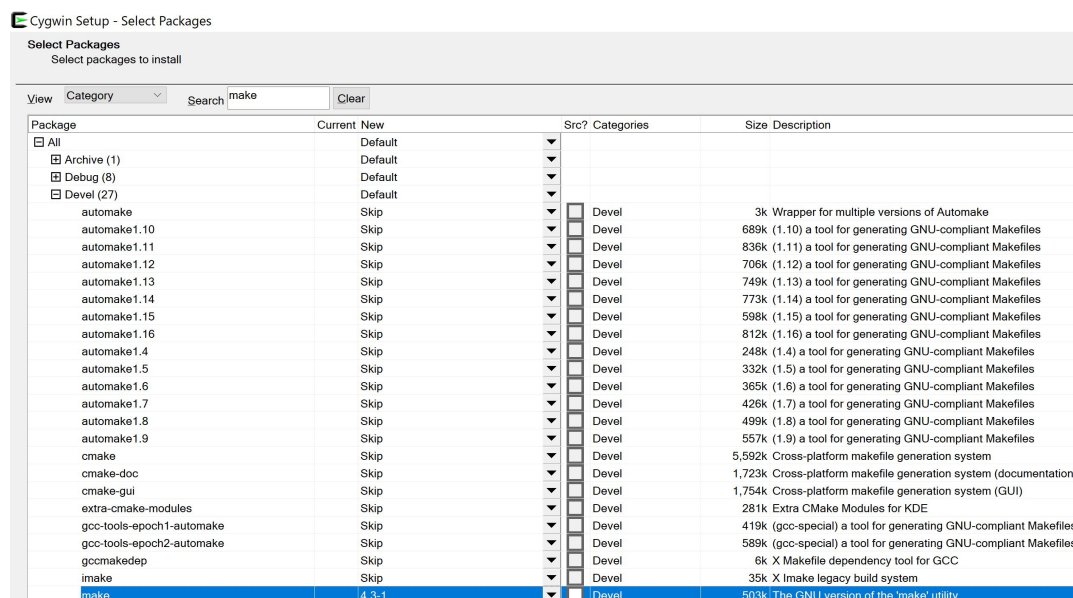 Cygwin Setup - Select Packages
Select Packages
Select packages to install
View Category Search make Clear
Package Current New Src? Categories Size Description
All Default
Archive (1) Default
Debug (8) Default
Devel (27) Default
automake Skip Devel 3k Wrapper for multiple versions of Automake
automake1.10 Skip Devel 689k (1.10) a tool for generating GNU-compliant Makefiles
automake1.11 Skip Devel 836k (1.11) a tool for generating GNU-compliant Makefiles
automake1.12 Skip Devel 706k (1.12) a tool for generating GNU-compliant Makefiles
automake1.13 Skip Devel 749k (1.13) a tool for generating GNU-compliant Makefiles
automake1.14 Skip Devel 773k (1.14) a tool for generating GNU-compliant Makefiles
automake1.15 Skip Devel 598k (1.15) a tool for generating GNU-compliant Makefiles
automake1.16 Skip Devel 812k (1.16) a tool for generating GNU-compliant Makefiles
automake1.4 Skip Devel 248k (1.4) a tool for generating GNU-compliant Makefiles
automake1.5 Skip Devel 332k (1.5) a tool for generating GNU-compliant Makefiles
automake1.6 Skip Devel 365k (1.6) a tool for generating GNU-compliant Makefiles
automake1.7 Skip Devel 426k (1.7) a tool for generating GNU-compliant Makefiles
automake1.8 Skip Devel 499k (1.8) a tool for generating GNU-compliant Makefiles
automake1.9 Skip Devel 557k (1.9) a tool for generating GNU-compliant Makefiles
cmake Skip Devel 5,592k Cross-platform makefile generation system
cmake-doc Skip Devel 1,723k Cross-platform makefile generation system (documentation
cmake-gui Skip Devel 1,754k Cross-platform makefile generation system (GUI)
extra-cmake-modules Skip Devel 281k Extra CMake Modules for KDE
gcc-tools-epoch1-automake Skip Devel 419k (gcc-special) a tool for generating GNU-compliant Makefiles
gcc-tools-epoch2-automake Skip Devel 589k (gcc-special) a tool for generating GNU-compliant Makefiles
gccmakedep Skip Devel 6k X Makefile dependency tool for GCC
imake Skip Devel 35k X Imake legacy build system
make 4.3-1 Devel 503k The GNU version of the 'make' utility